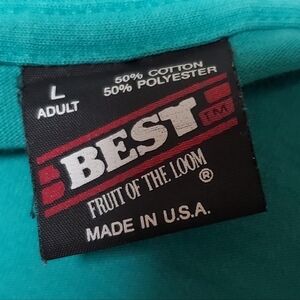 L
ADULT
50% COTTON
50% POLYESTER
BEST TM
FRUIT OF THE LOOM ®
MADE IN U.S.A.